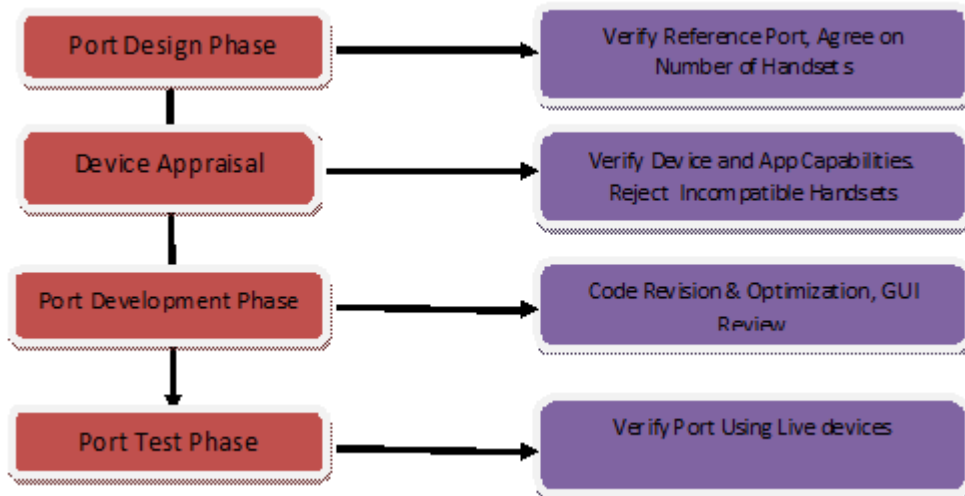 Port Design Phase
Verify Reference Port, Agree on
Number of Handsets
Device Appraisal
Verify Device and App Capabilities.
Reject Incompatible Handsets
Port Development Phase
Code Revision & Optimization, GUI
Review
Port Test Phase
Verify Port Using Live devices